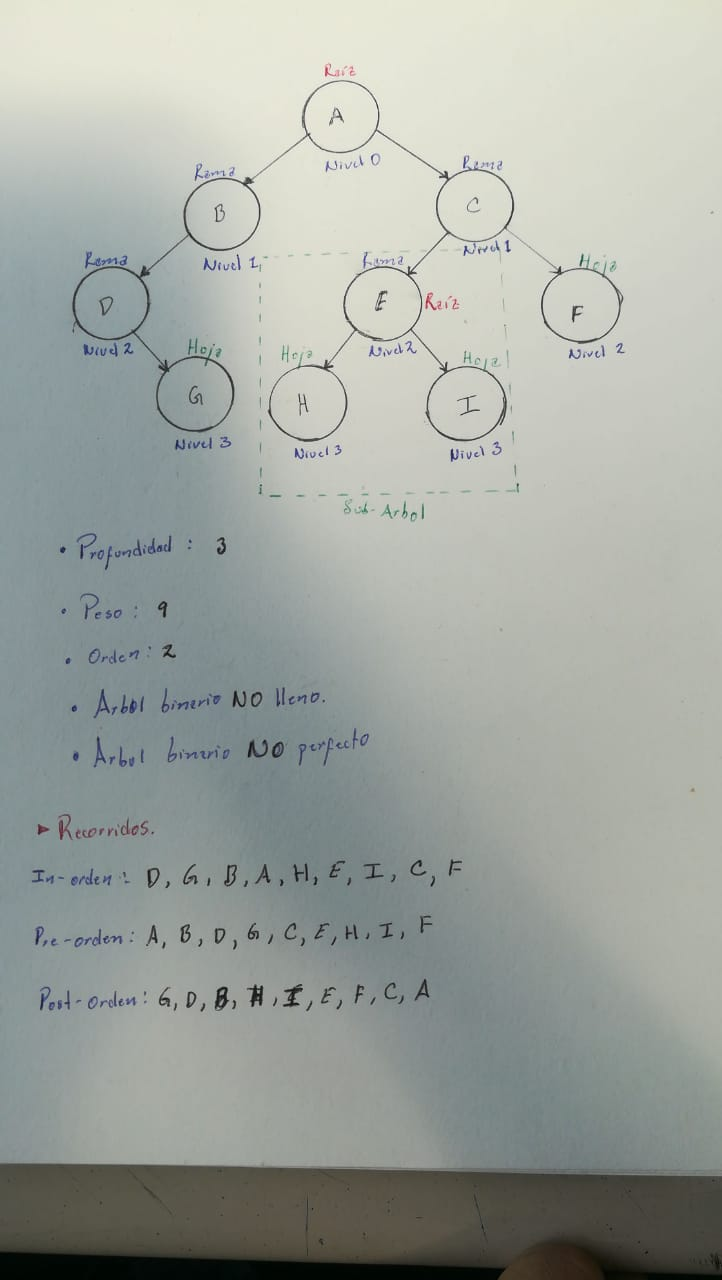 Raíz
A
Nivel 0
Rama
Rama
B
C
Nivel 1
Nivel 1
Rama
Rama
Hoja
D
E
Raíz
F
Nivel 2
Hoja
Hoja
Nivel 2
Hoja
Nivel 2
G
H
I
Nivel 3
Nivel 3
Nivel 3
Sub-Arbol
• Profundidad : 3
• Peso : 9
• Orden : 2
• Arbol binario NO lleno.
• Arbol binario NO perfecto
► Recorridos.
In-orden : D, G, B, A, H, E, I, C, F
Pre-orden : A, B, D, G, C, E, H, I, F
Post-Orden : G, D, B, H, I, E, F, C, A